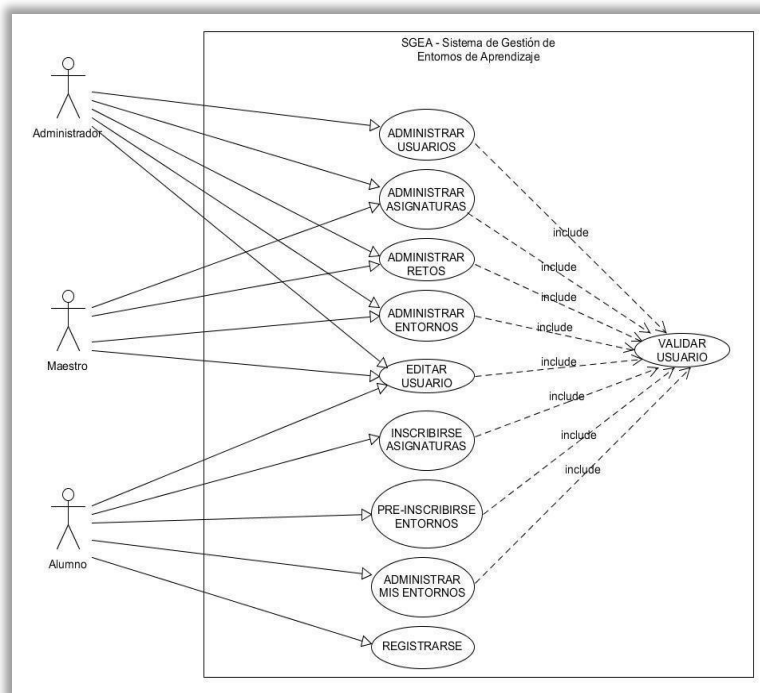 SGEA - Sistema de Gestión de
Entornos de Aprendizaje
Administrador
ADMINISTRAR
USUARIOS
ADMINISTRAR
ASIGNATURAS
include
include
ADMINISTRAR
RETOS
include
Maestro
ADMINISTRAR
ENTORNOS
include
VALIDAR
USUARIO
EDITAR
USUARIO
include
include
INSCRIBIRSE
ASIGNATURAS
include
include
Alumno
PRE-INSCRIBIRSE
ENTORNOS
ADMINISTRAR
MIS ENTORNOS
REGISTRARSE